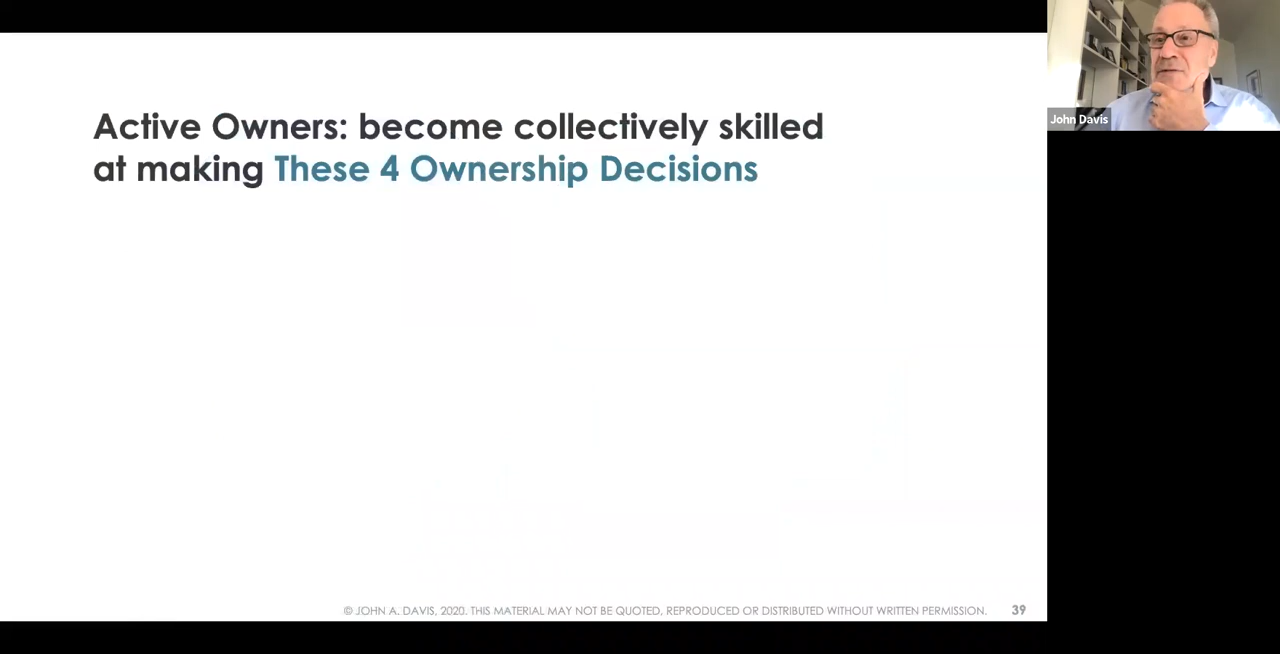 Active Owners: become collectively skilled
at making These 4 Ownership Decisions
John Davis
© JOHN A. DAVIS, 2020. THIS MATERIAL MAY NOT BE QUOTED, REPRODUCED OR DISTRIBUTED WITHOUT WRITTEN PERMISSION. 39